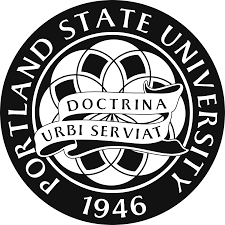 PORTLAND STATE UNIVERSITY
DOCTRINA
URBI SERVIAT
1946